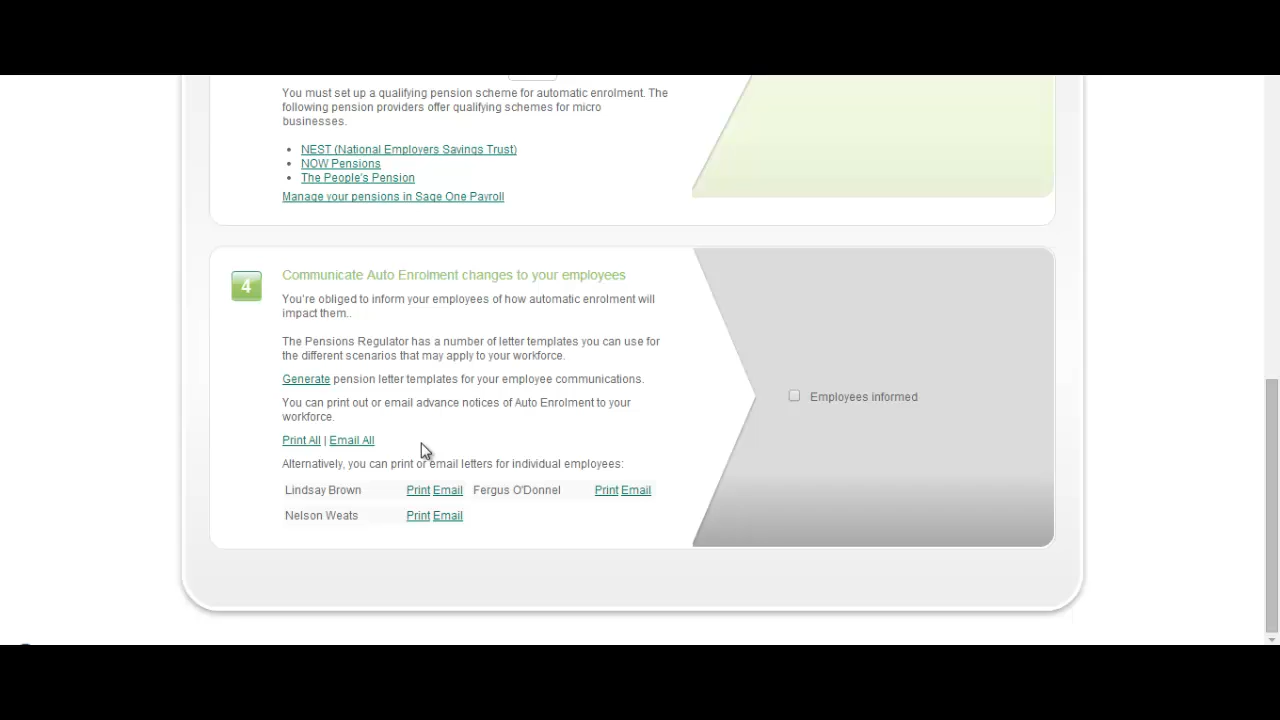 You must set up a qualifying pension scheme for automatic enrolment. The
following pension providers offer qualifying schemes for micro
businesses.
NEST (National Employers Savings Trust)
NOW Pensions
The People's Pension
Manage your pensions in Sage One Payroll
4
Communicate Auto Enrolment changes to your employees
You're obliged to inform your employees of how automatic enrolment will
impact them..
The Pensions Regulator has a number of letter templates you can use for
the different scenarios that may apply to your workforce.
Generate pension letter templates for your employee communications.
You can print out or email advance notices of Auto Enrolment to your
workforce.
Print All | Email All
Alternatively, you can print or email letters for individual employees:
Lindsay Brown Print Email Fergus O'Donnel Print Email
Nelson Weats Print Email
Employees informed